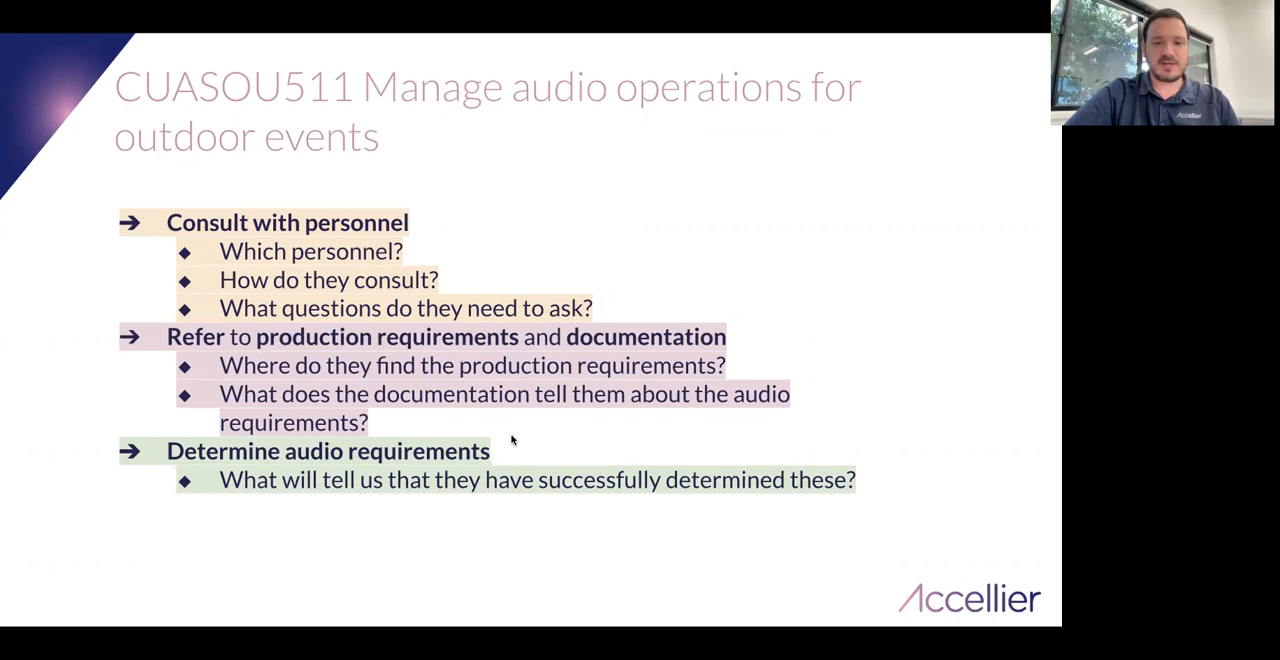 CUASOU511 Manage audio operations for
outdoor events
➔ Consult with personnel
◆ Which personnel?
◆ How do they consult?
◆ What questions do they need to ask?
➔ Refer to production requirements and documentation
◆ Where do they find the production requirements?
◆ What does the documentation tell them about the audio
requirements?
➔ Determine audio requirements
◆ What will tell us that they have successfully determined these?
Accellier
Accellier